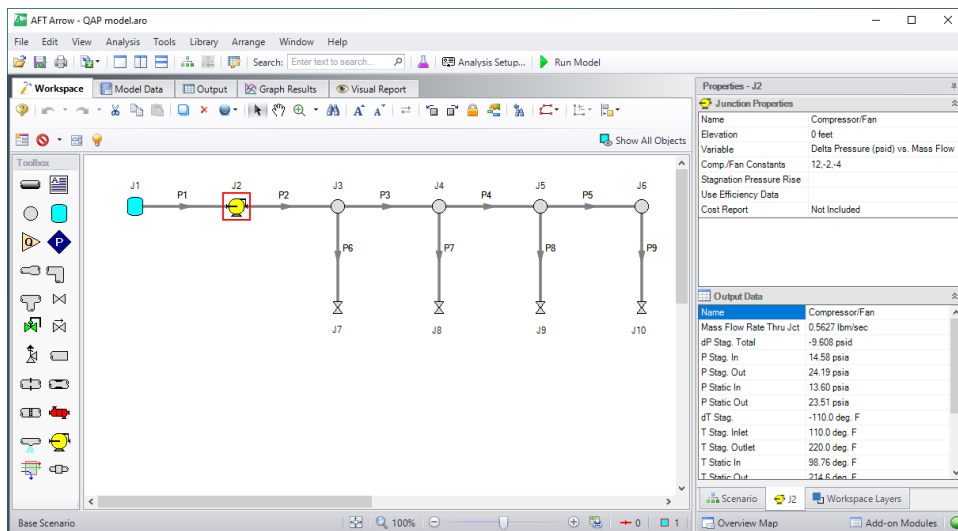 AFT Arrow - QAP model.aro
File Edit View Analysis Tools Library Arrange Window Help
Search: Enter text to search... Analysis Setup... Run Model
Workspace Model Data Output Graph Results Visual Report
Show All Objects
Toolbox
J1 J2 J3 J4 J5 J6
P1 P2 P3 P4 P5
P6 P7 P8 P9
J7 J8 J9 J10
Base Scenario 100% 0 1
Properties - J2
Junction Properties
Name Compressor/Fan
Elevation 0 feet
Variable Delta Pressure (psid) vs. Mass Flow
Comp./Fan Constants 12,-2,-4
Stagnation Pressure Rise
Use Efficiency Data
Cost Report Not Included
Output Data
Name Compressor/Fan
Mass Flow Rate Thru Jct 0.5627 lbm/sec
dP Stag. Total -9.608 psid
P Stag. In 14.58 psia
P Stag. Out 24.19 psia
P Static In 13.60 psia
P Static Out 23.51 psia
dT Stag. -110.0 deg. F
T Stag. Inlet 110.0 deg. F
T Stag. Outlet 220.0 deg. F
T Static In 98.76 deg. F
T Static Out 214.6 deg. F
Scenario J2 Workspace Layers
Overview Map Add-on Modules